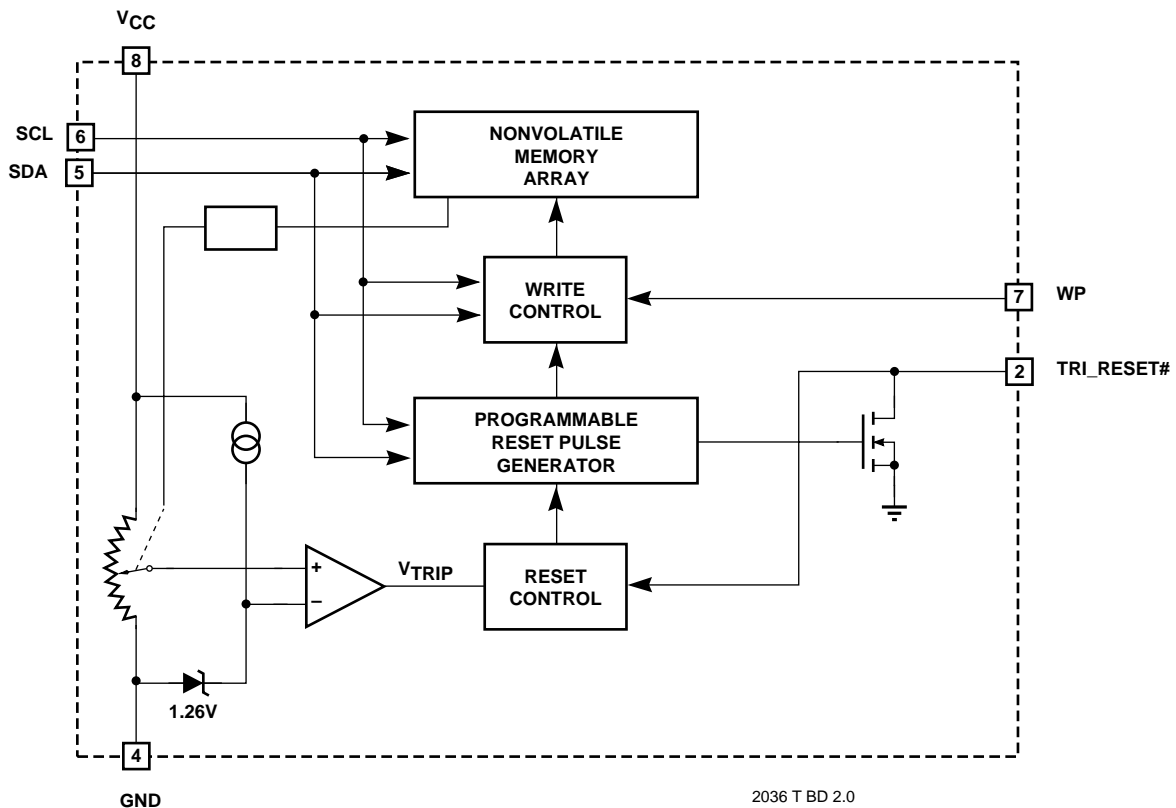 VCC
8
SCL
6
NONVOLATILE
MEMORY
ARRAY
SDA
5
WRITE
CONTROL
7
WP
2
TRI_RESET#
PROGRAMMABLE
RESET PULSE
GENERATOR
+
–
VTRIP
RESET
CONTROL
1.26V
4
GND
2036 T BD 2.0